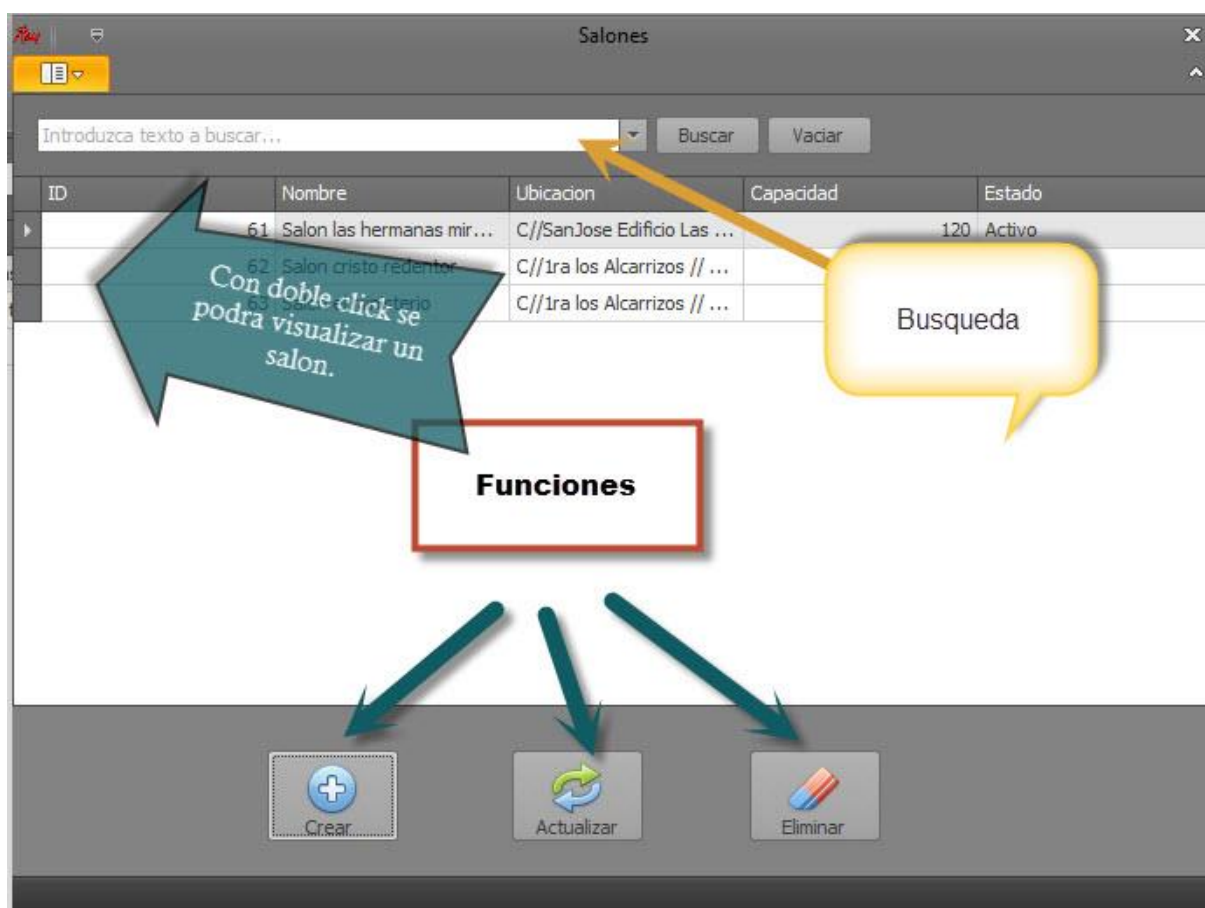 Salones
Introduzca texto a buscar...
Buscar
Vaciar
ID Nombre Ubicacion Capacidad Estado
61 Salon las hermanas mir... C//SanJose Edificio Las ... 120 Activo
62 Salon cristo redentor C//1ra los Alcarrizos // ...
63 C//1ra los Alcarrizos // ...
Con doble click se
podra visualizar un
salon.
Busqueda
Funciones
Crear
Actualizar
Eliminar